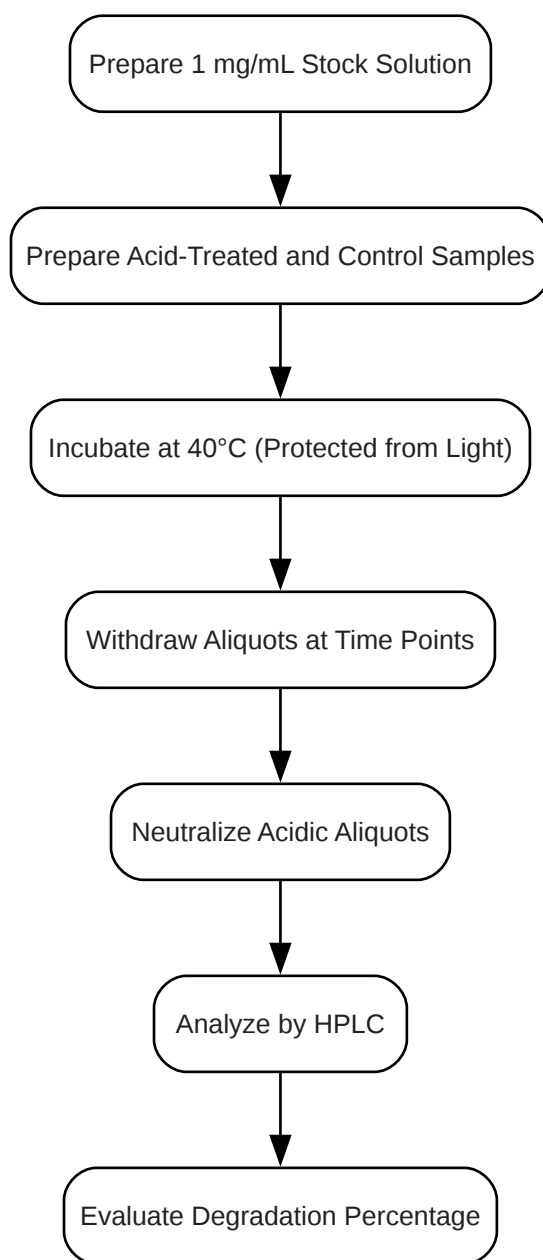 Prepare 1 mg/mL Stock Solution
Prepare Acid-Treated and Control Samples
Incubate at 40°C (Protected from Light)
Withdraw Aliquots at Time Points
Neutralize Acidic Aliquots
Analyze by HPLC
Evaluate Degradation Percentage